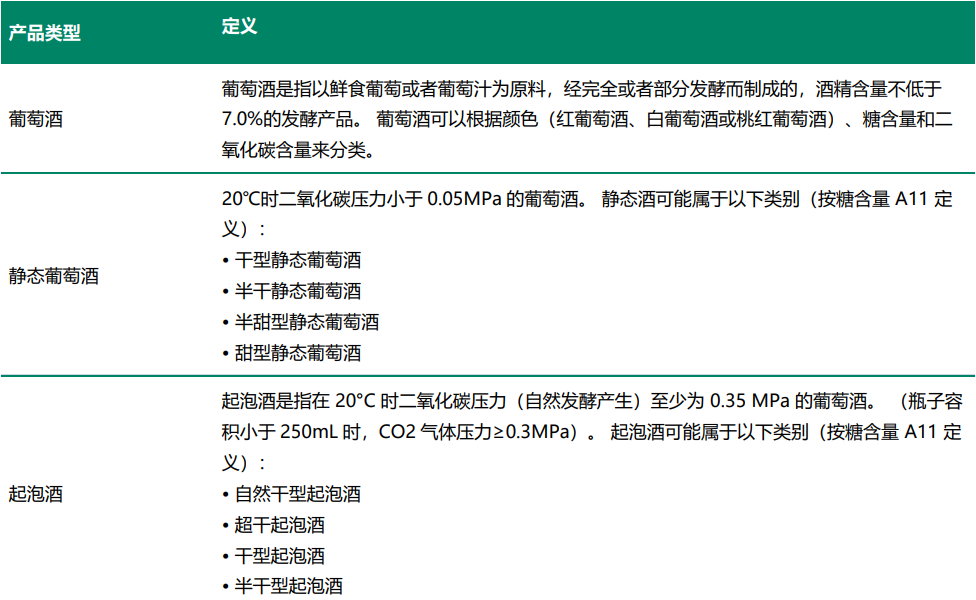 产品类型
定义
葡萄酒
葡萄酒是指以鲜食葡萄或者葡萄汁为原料，经完全或者部分发酵而制成的，酒精含量不低于
7.0%的发酵产品。 葡萄酒可以根据颜色（红葡萄酒、白葡萄酒或桃红葡萄酒）、糖含量和二
氧化碳含量来分类。
静态葡萄酒
20℃时二氧化碳压力小于 0.05MPa 的葡萄酒。 静态酒可能属于以下类别（按糖含量 A11 定
义）：
• 干型静态葡萄酒
• 半干静态葡萄酒
• 半甜型静态葡萄酒
• 甜型静态葡萄酒
起泡酒
起泡酒是指在 20°C 时二氧化碳压力（自然发酵产生）至少为 0.35 MPa 的葡萄酒。 （瓶子容
积小于 250mL 时，CO2 气体压力≥0.3MPa）。 起泡酒可能属于以下类别（按糖含量 A11 定
义）：
• 自然干型起泡酒
• 超干起泡酒
• 干型起泡酒
• 半干型起泡酒